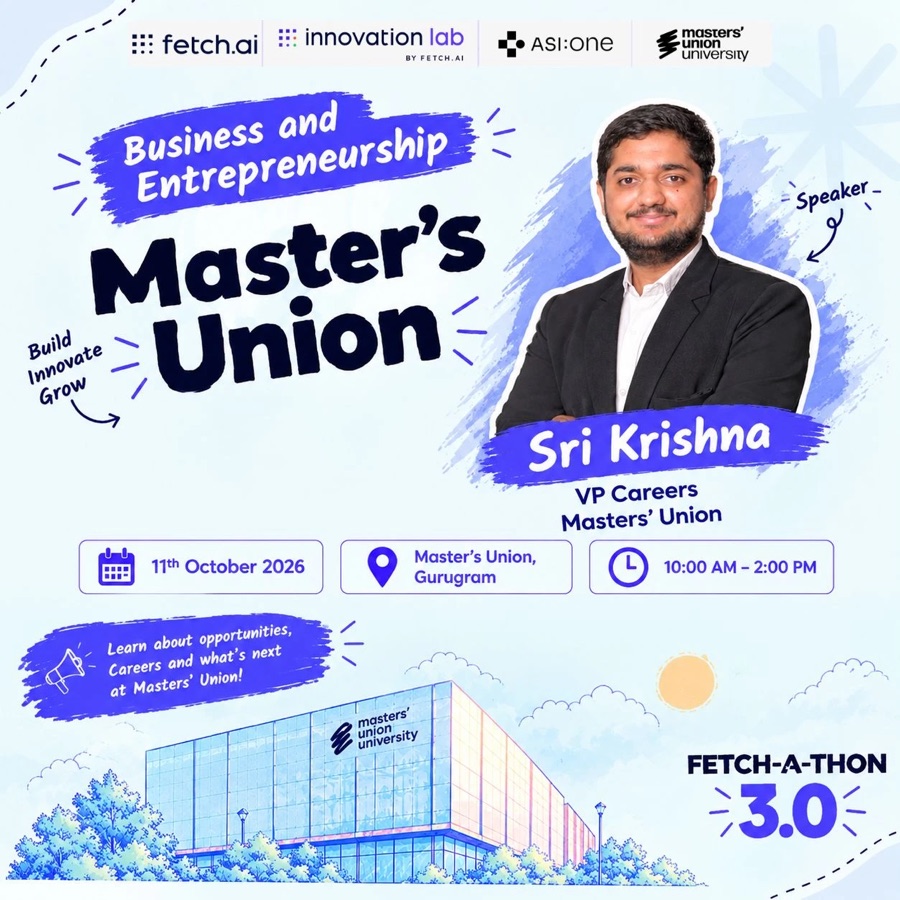 fetch.ai
innovation lab
BY FETCH.AI
ASI:one
masters'
union
university
Business and
Entrepreneurship
Master's
Union
Build
Innovate
Grow
Speaker
Sri Krishna
VP Careers
Masters' Union
11th October 2026
Master's Union,
Gurugram
10:00 AM – 2:00 PM
Learn about opportunities,
Careers and what's next
at Masters' Union!
masters'
union
university
FETCH-A-THON
3.0